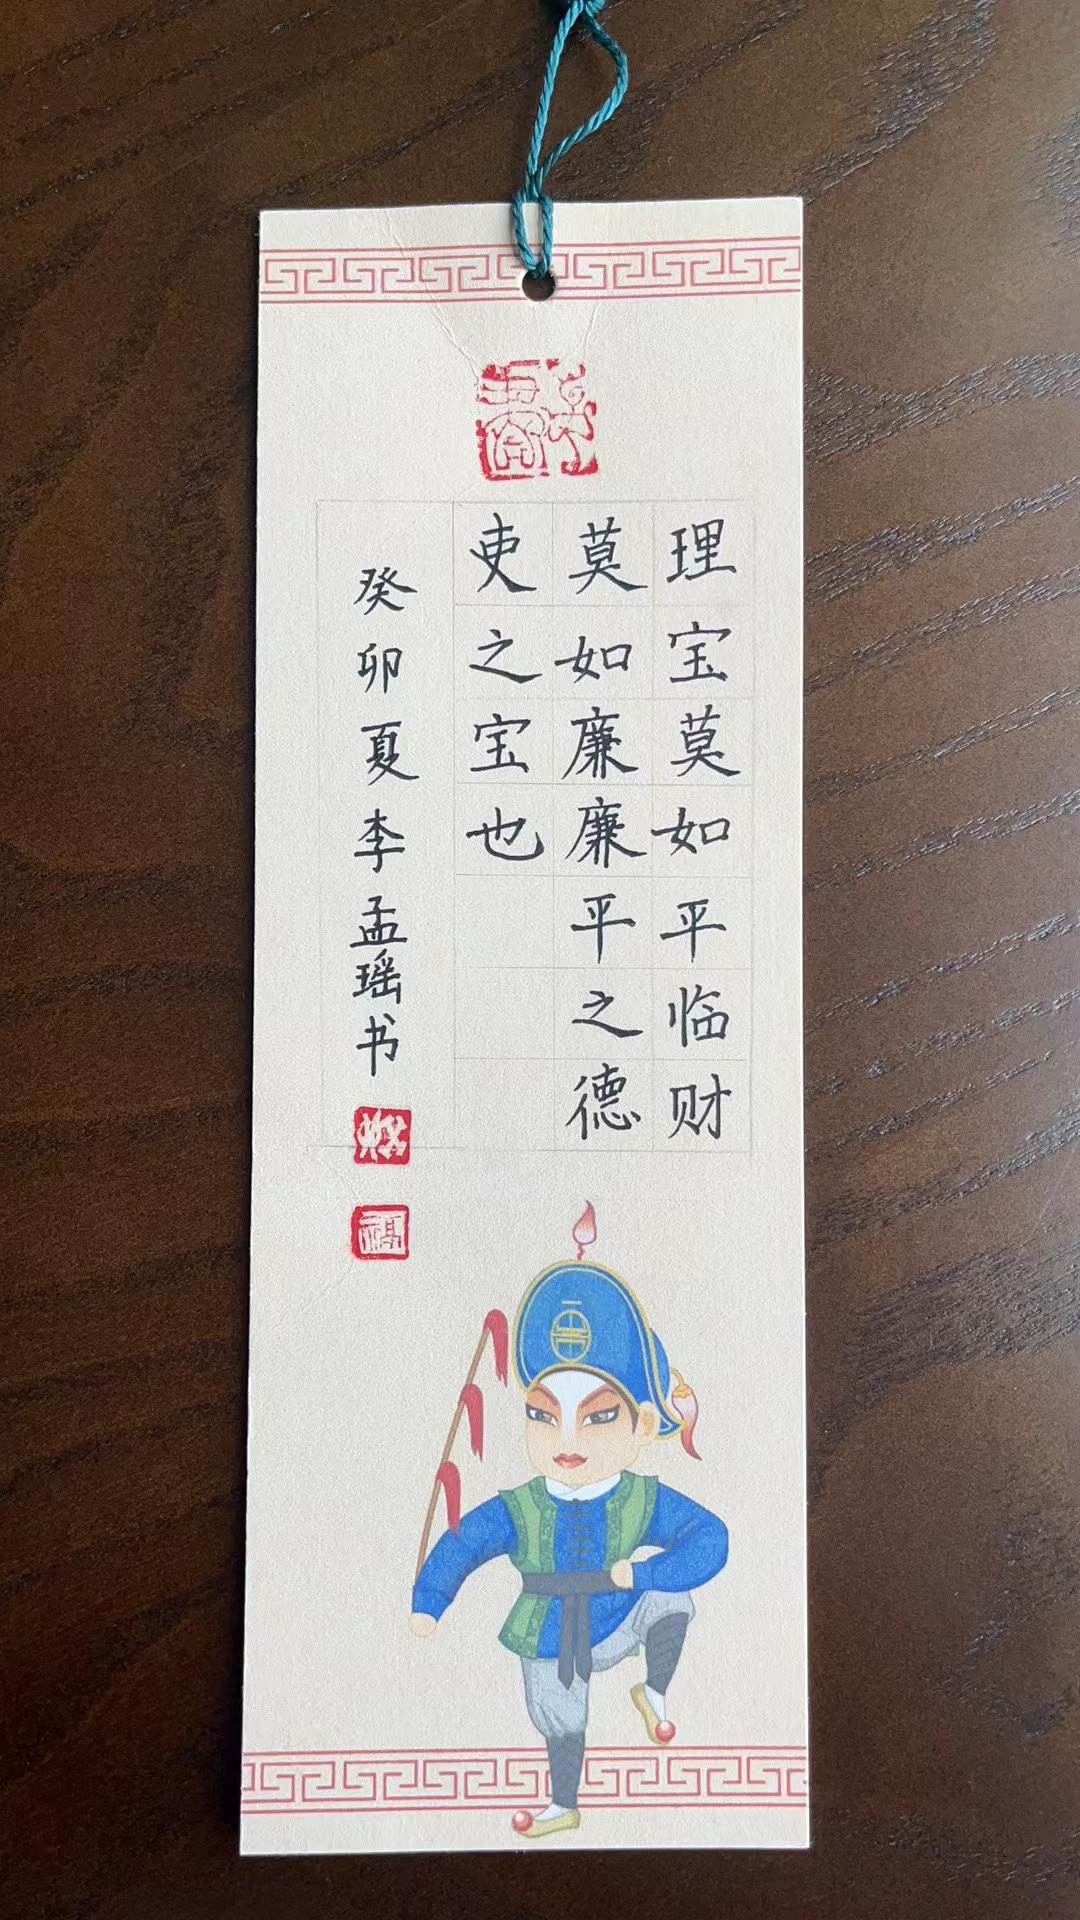 理宝莫如平临财
莫如廉廉平之德
吏之宝也
癸卯夏李孟瑶书
福